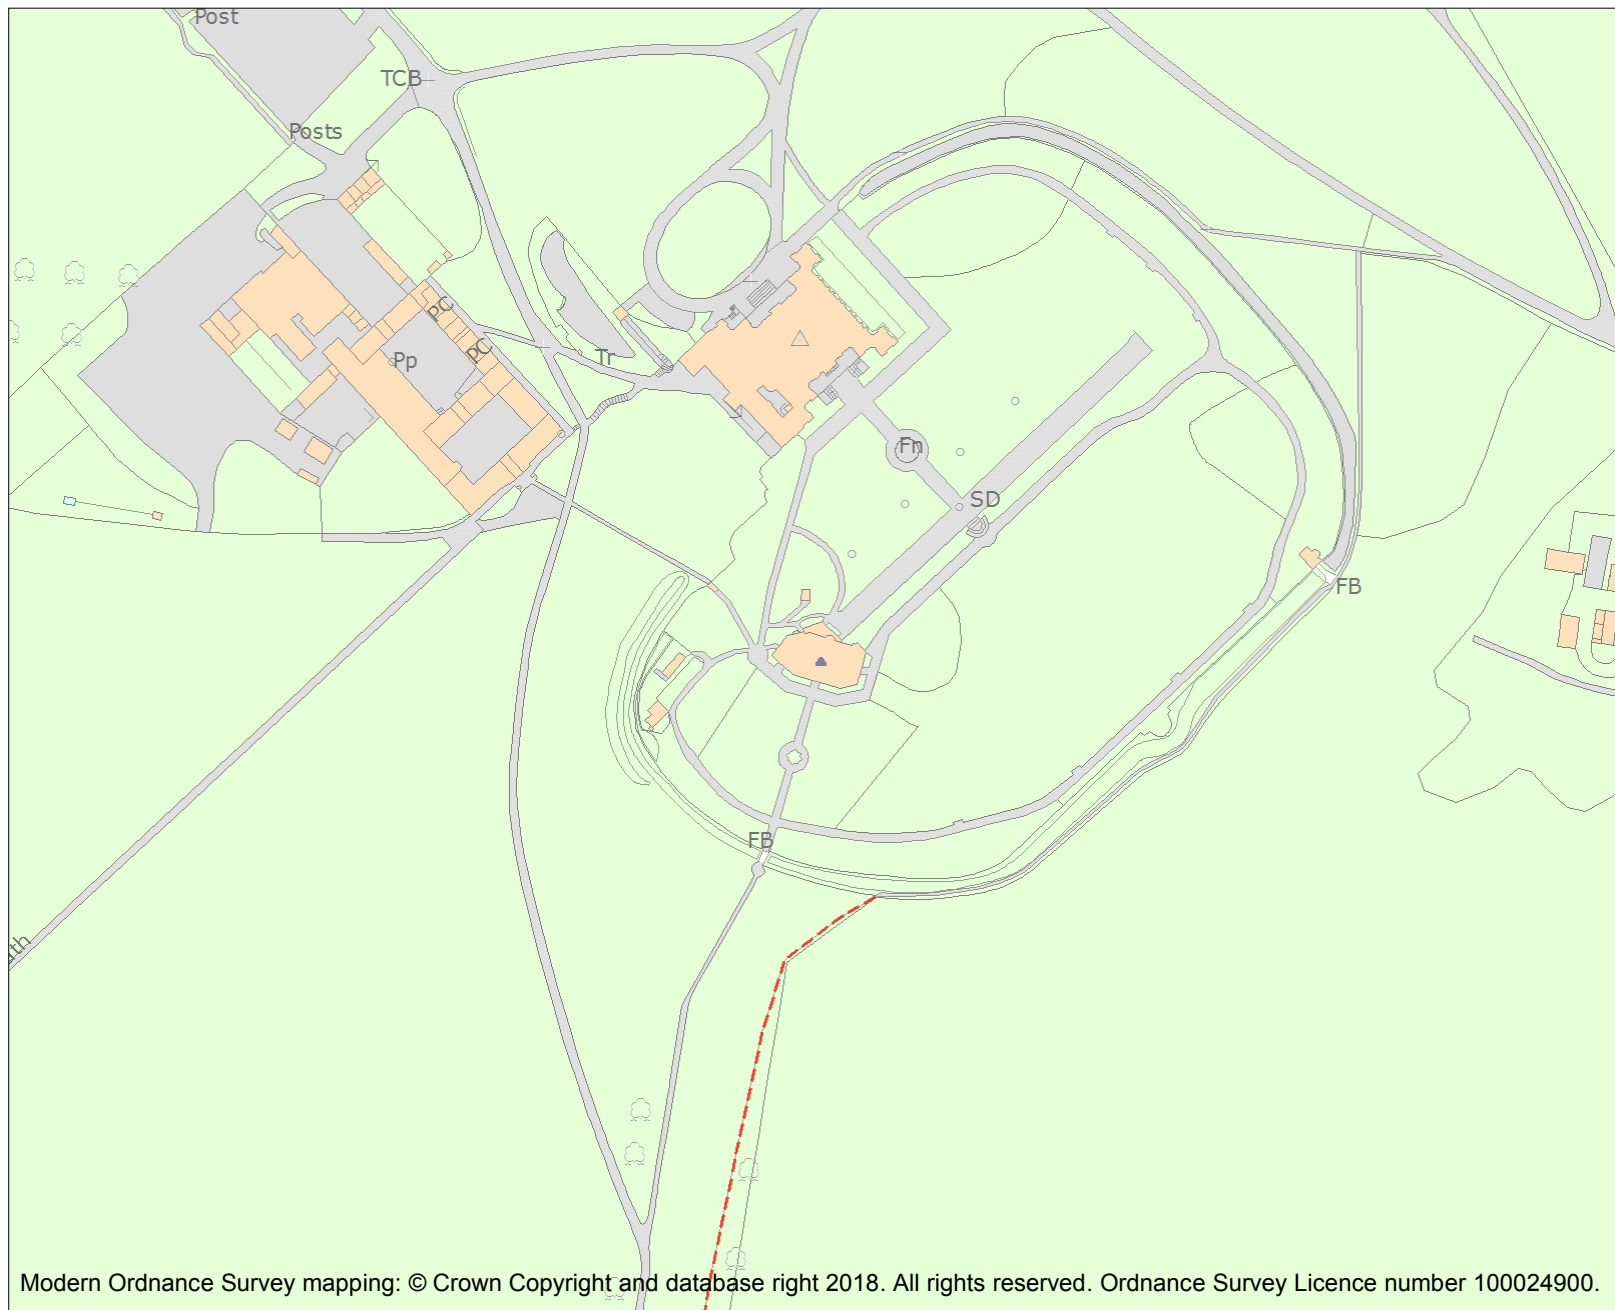 Post
TCB
Posts
PC
PC
Pp
Tr
Fn
SD
FB
FB
Modern Ordnance Survey mapping: © Crown Copyright and database right 2018. All rights reserved. Ordnance Survey Licence number 100024900.